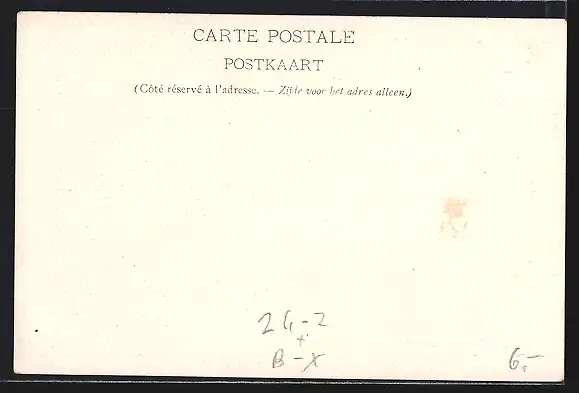 CARTE POSTALE
POSTKAART
(Côté réservé à l'adresse. — Zijde voor het adres alleen.)
24-2
+
B-X
6,-